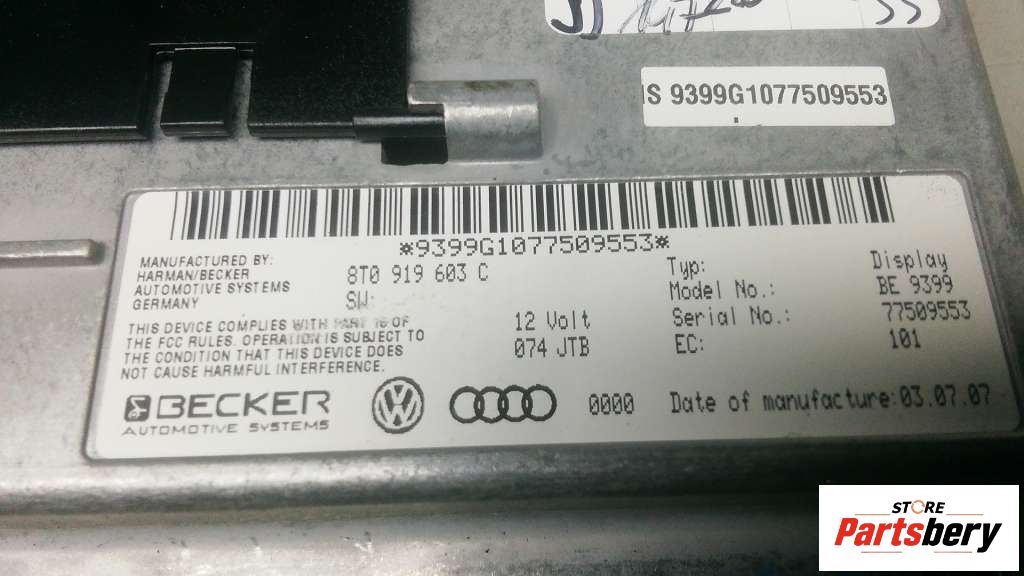 IS 9399G1077509553
*9399G1077509553*
MANUFACTURED BY:
HARMAN/BECKER
AUTOMOTIVE SYSTEMS
GERMANY
8T0 919 603 C
SW:
THIS DEVICE COMPLIES WITH PART 15 OF
THE FCC RULES. OPERATION IS SUBJECT TO
THE CONDITION THAT THIS DEVICE DOES
NOT CAUSE HARMFUL INTERFERENCE.
12 Volt
074 JTB
Typ: Display
Model No.: BE 9399
Serial No.: 77509553
EC: 101
BECKER
AUTOMOTIVE SYSTEMS
0000
Date of manufacture: 03.07.07
STORE
Partsbery